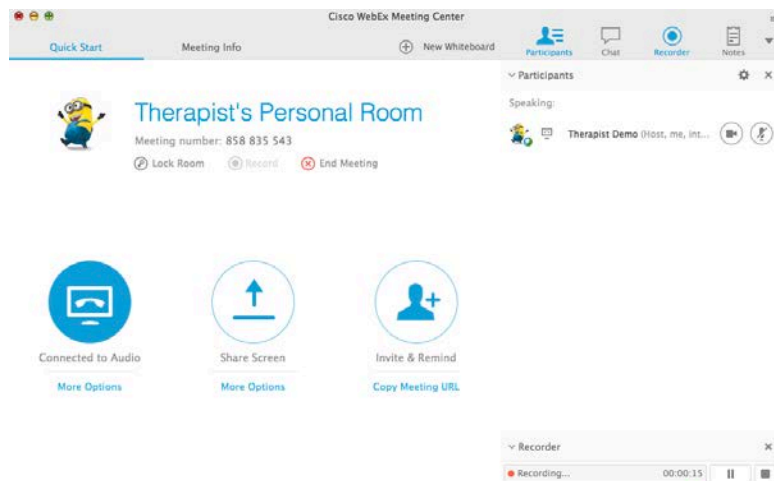 Cisco WebEx Meeting Center
Quick Start
Meeting Info
New Whiteboard
Participants
Chat
Recorder
Notes
Therapist's Personal Room
Meeting number: 858 835 543
Lock Room
Record
End Meeting
Connected to Audio
More Options
Share Screen
More Options
Invite & Remind
Copy Meeting URL
Participants
Speaking:
Therapist Demo (Host, me, int...
Recorder
Recording... 00:00:15